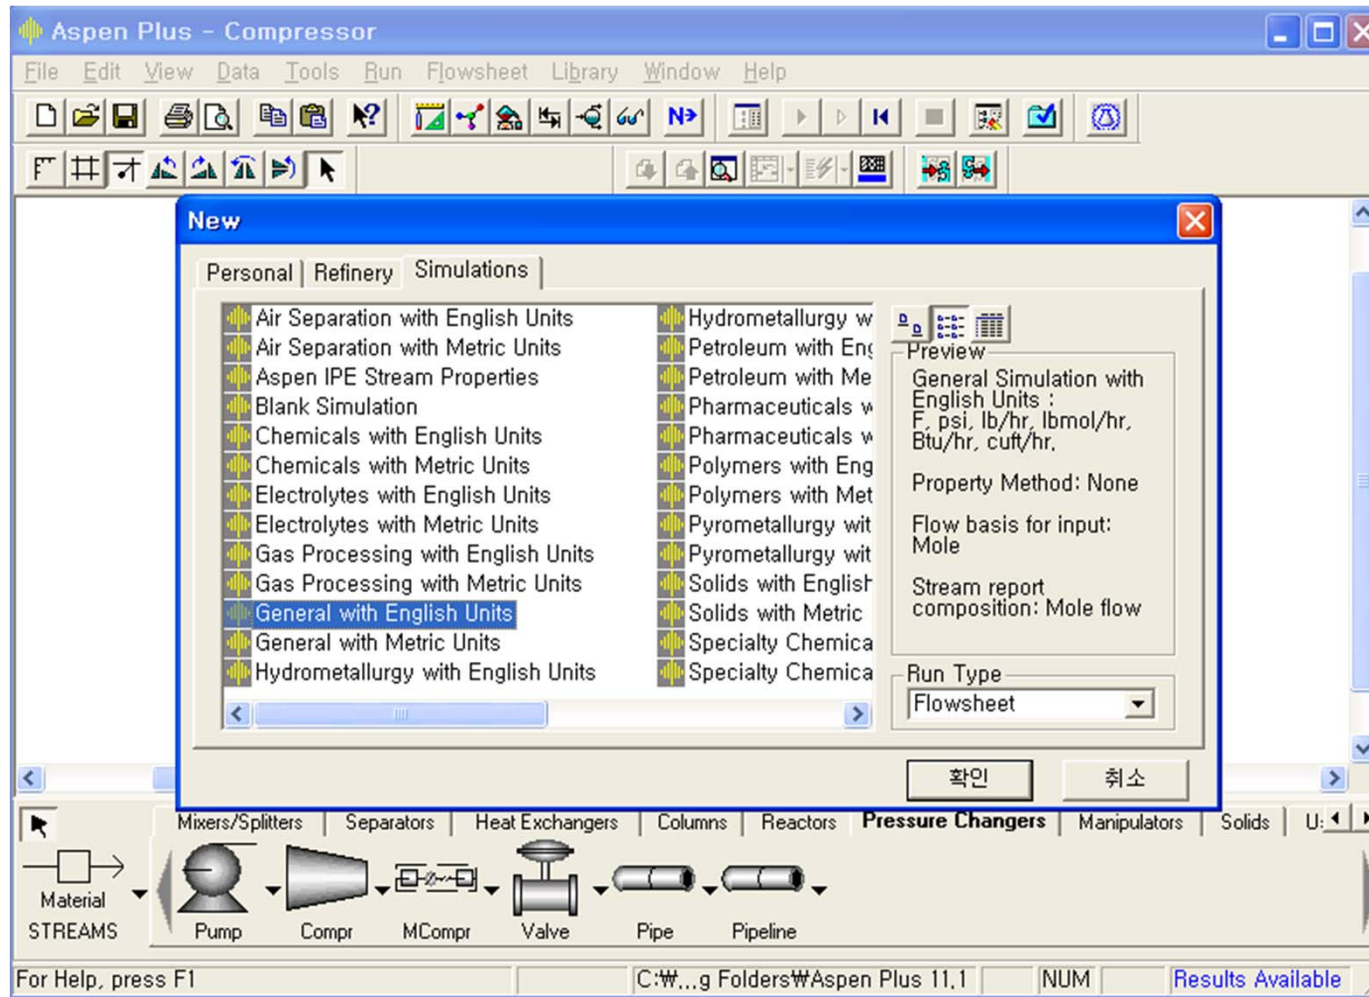 Aspen Plus - Compressor
File Edit View Data Tools Run Flowsheet Library Window Help
N
New
Personal Refinery Simulations
Air Separation with English Units
Air Separation with Metric Units
Aspen IPE Stream Properties
Blank Simulation
Chemicals with English Units
Chemicals with Metric Units
Electrolytes with English Units
Electrolytes with Metric Units
Gas Processing with English Units
Gas Processing with Metric Units
General with English Units
General with Metric Units
Hydrometallurgy with English Units
Hydrometallurgy w
Petroleum with Eng
Petroleum with Me
Pharmaceuticals w
Pharmaceuticals w
Polymers with Eng
Polymers with Met
Pyrometallurgy wit
Pyrometallurgy wit
Solids with English
Solids with Metric
Specialty Chemica
Specialty Chemica
Preview
General Simulation with
English Units :
F, psi, lb/hr, lbmol/hr,
Btu/hr, cuft/hr,
Property Method: None
Flow basis for input:
Mole
Stream report
composition: Mole flow
Run Type
Flowsheet
확인 취소
Mixers/Splitters Separators Heat Exchangers Columns Reactors Pressure Changers Manipulators Solids
Material
STREAMS Pump Compr MCompr Valve Pipe Pipeline
For Help, press F1 C:₩...g Folders₩Aspen Plus 11.1 NUM Results Available